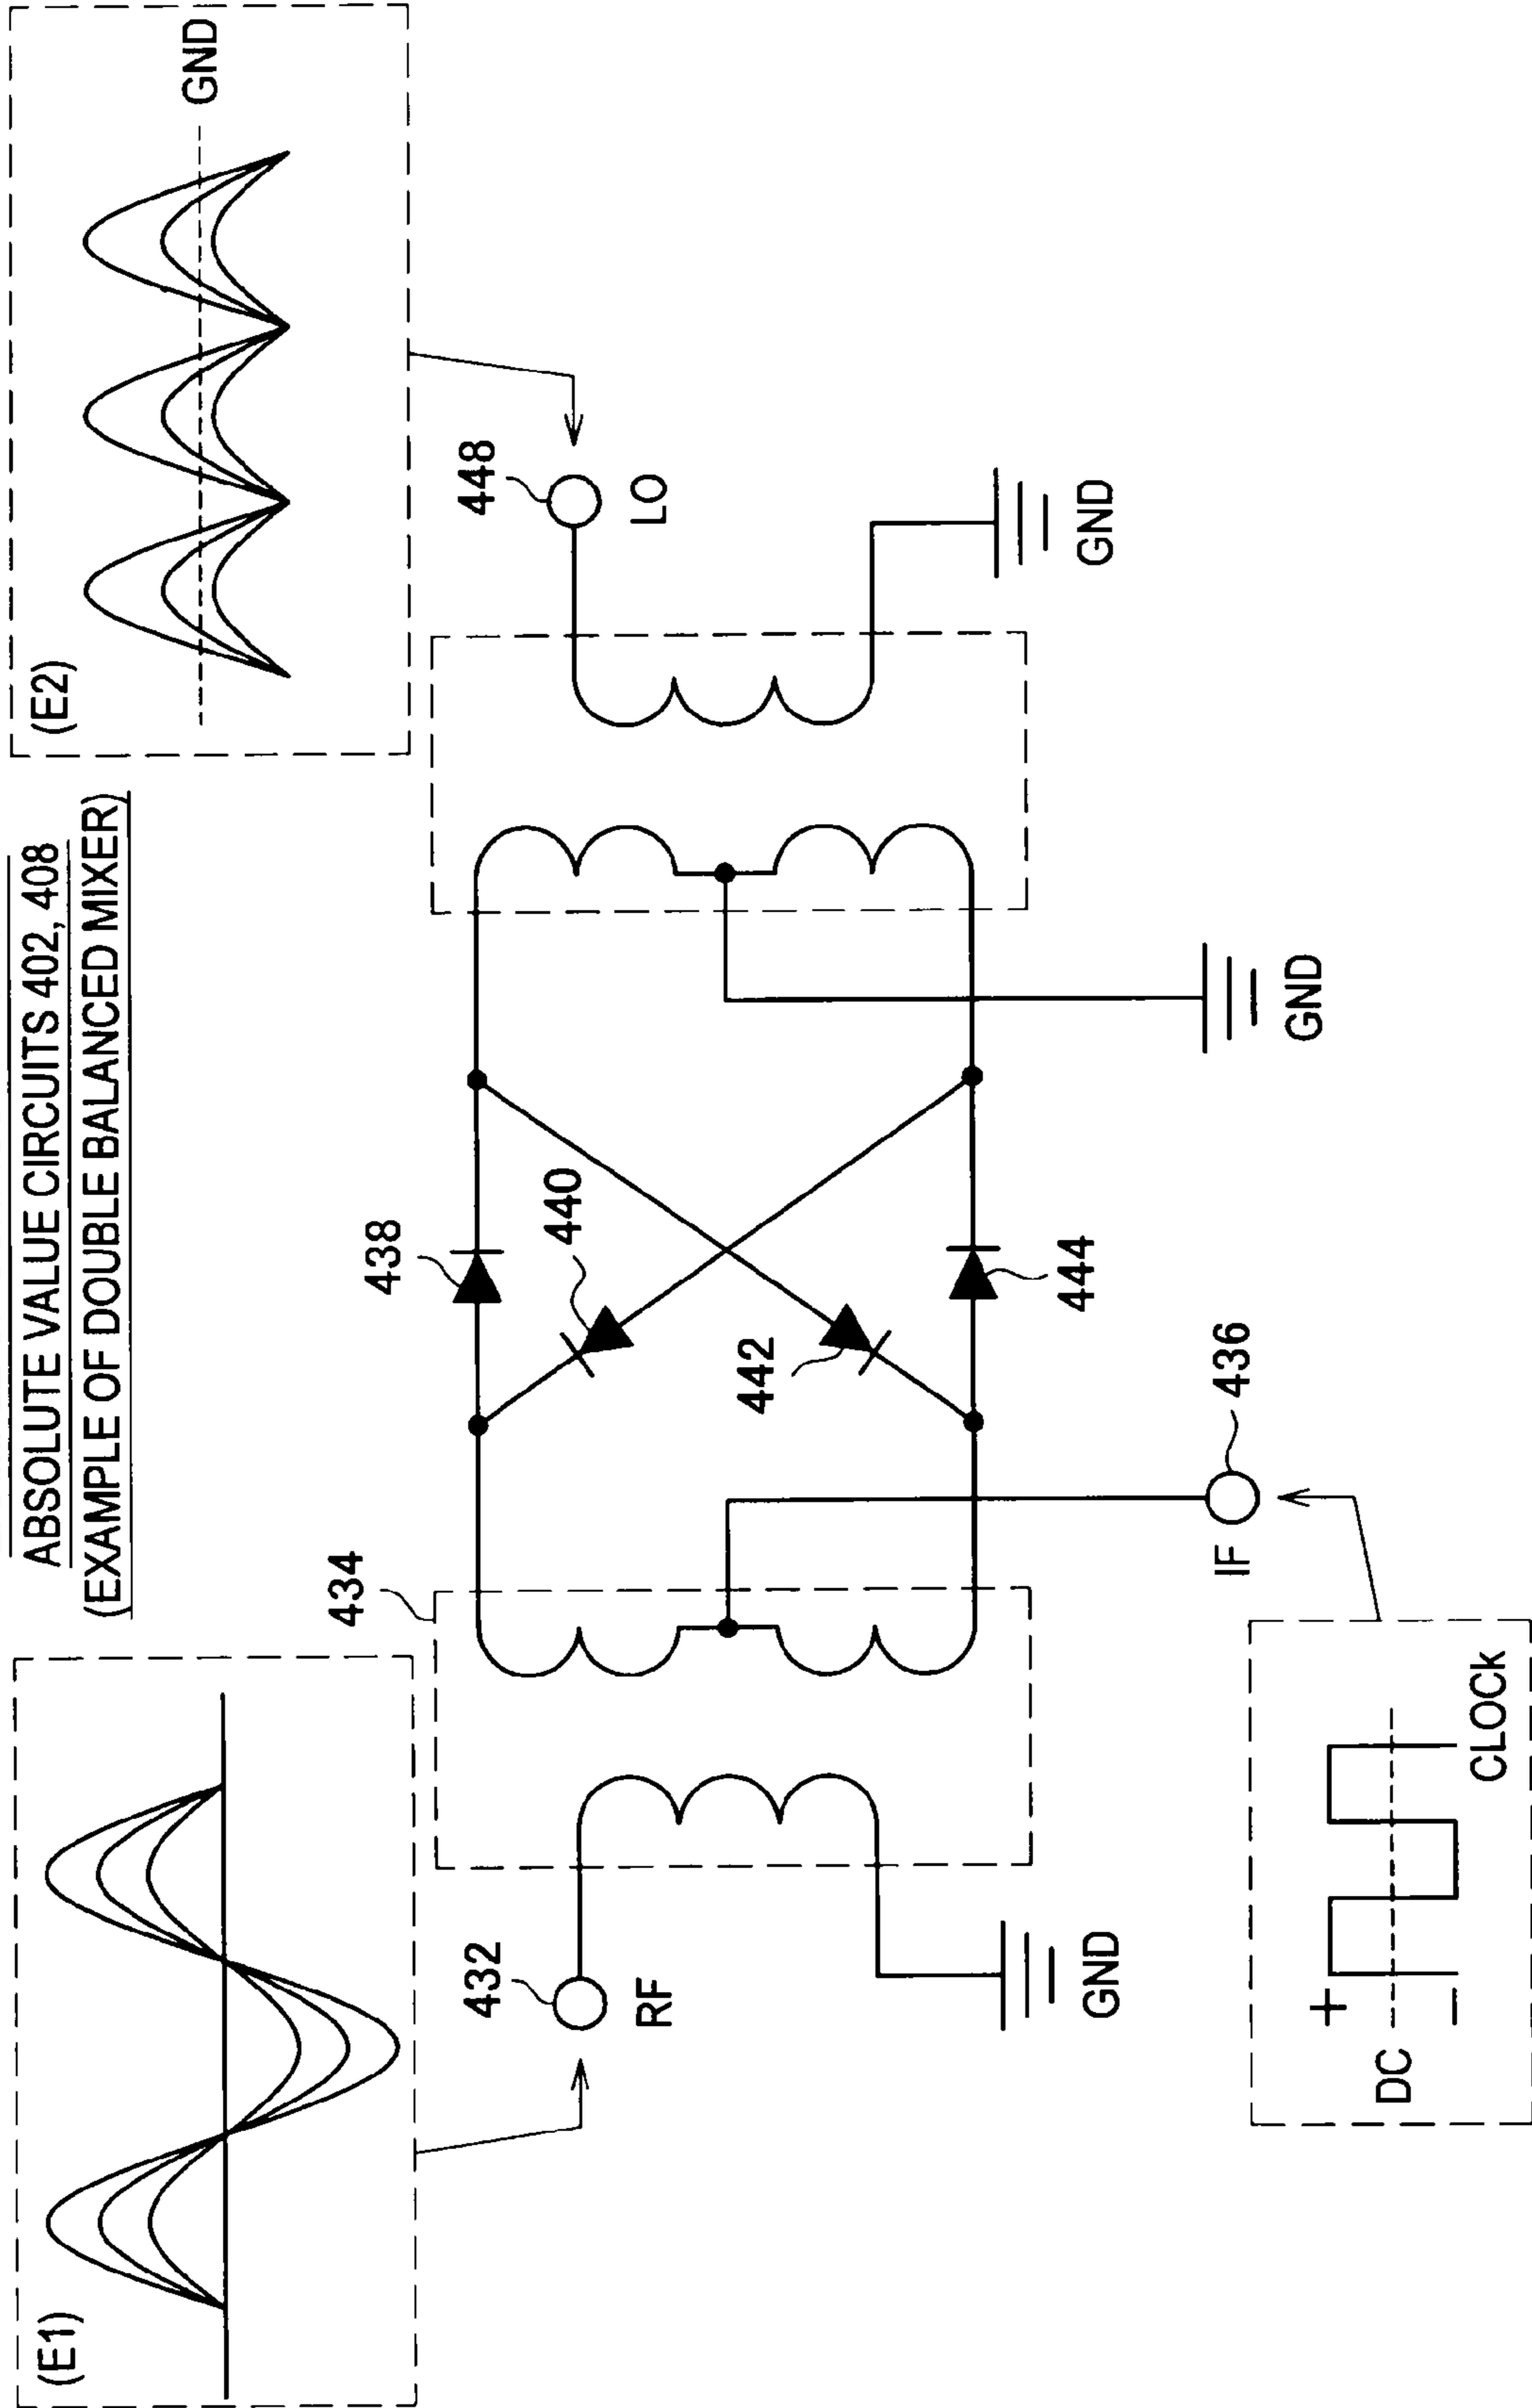 ABSOLUTE VALUE CIRCUITS 402, 408
(EXAMPLE OF DOUBLE BALANCED MIXER)
(E1)
(E2)
GND
434
438
440
442
444
432
RF
GND
448
LO
GND
GND
IF
436
+
DC
−
CLOCK